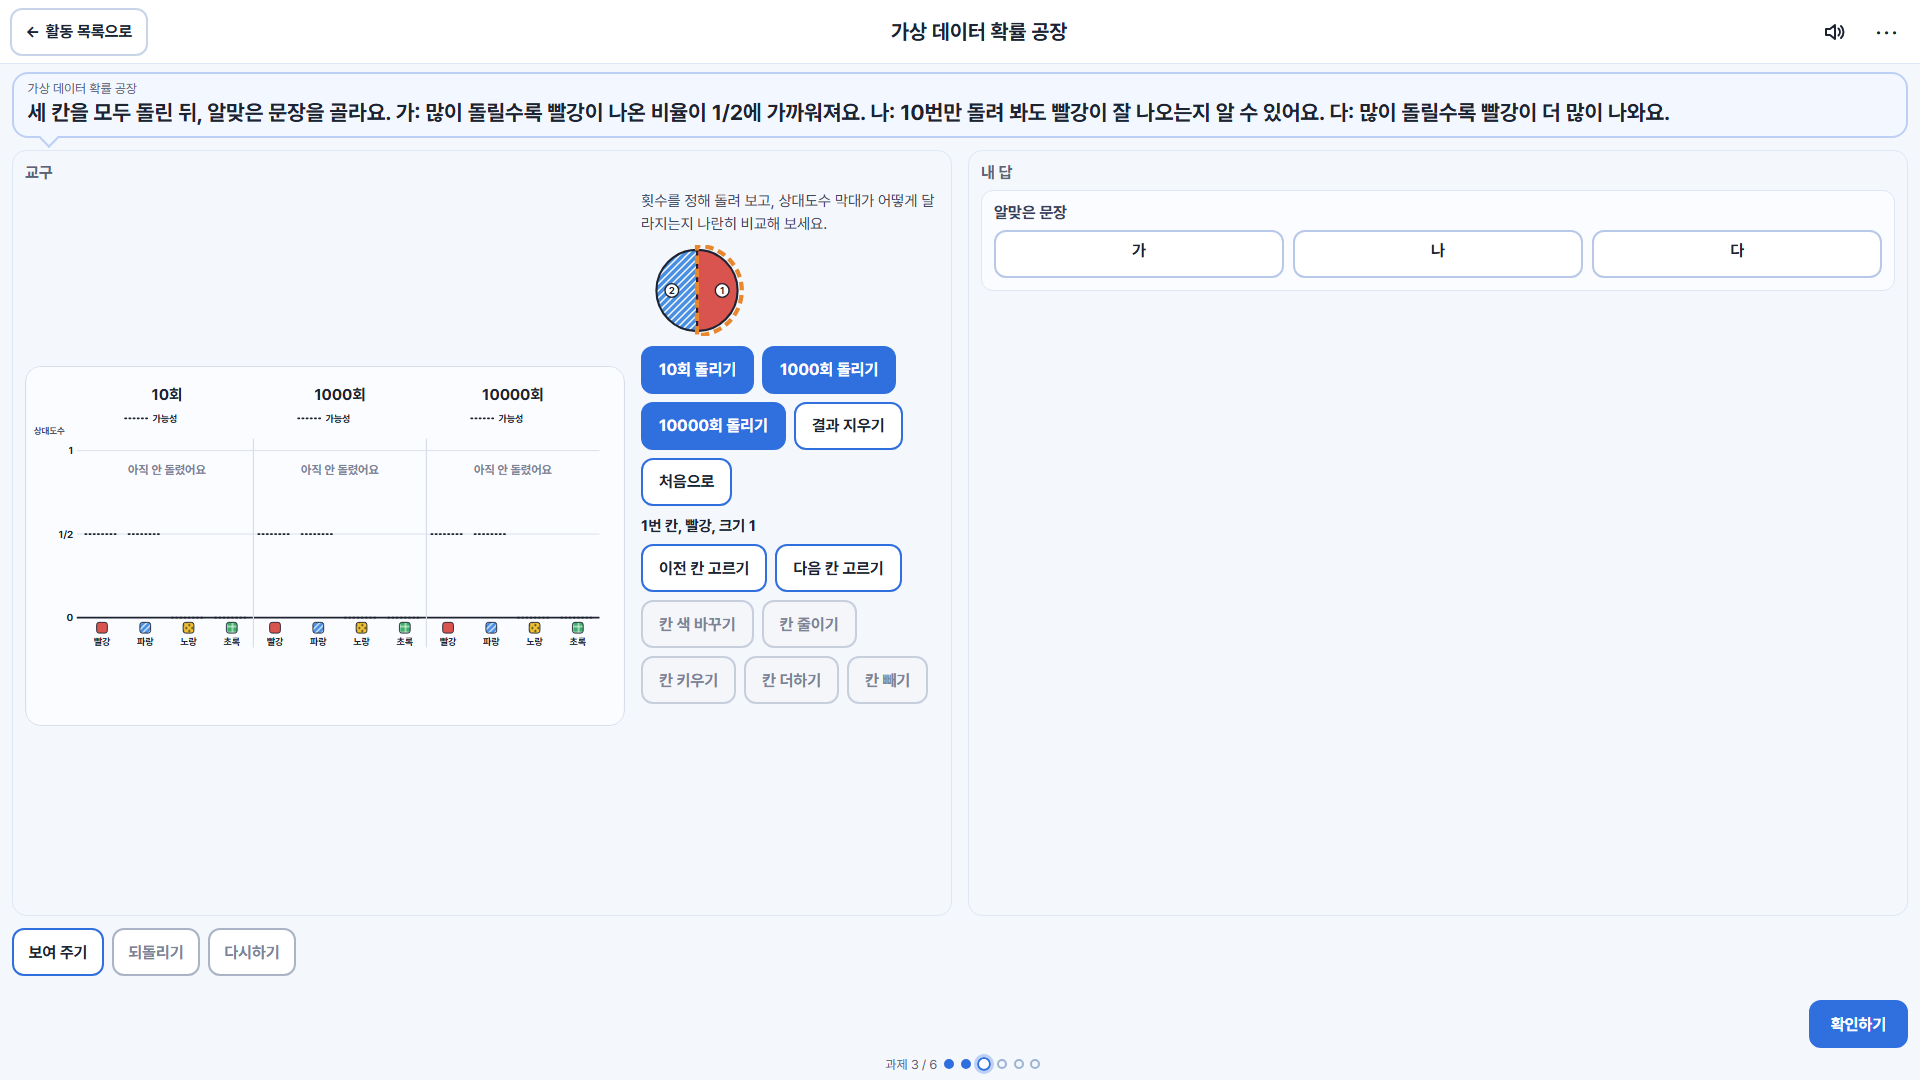 ← 활동 목록으로
가상 데이터 확률 공장
...
가상 데이터 확률 공장
세 칸을 모두 돌린 뒤, 알맞은 문장을 골라요. 가: 많이 돌릴수록 빨강이 나온 비율이 1/2에 가까워져요. 나: 10번만 돌려 봐도 빨강이 잘 나오는지 알 수 있어요. 다: 많이 돌릴수록 빨강이 더 많이 나와요.
교구
횟수를 정해 돌려 보고, 상대도수 막대가 어떻게 달
라지는지 나란히 비교해 보세요.
2 1
10회 돌리기 1000회 돌리기
10000회 돌리기 결과 지우기
처음으로
1번 칸, 빨강, 크기 1
이전 칸 고르기 다음 칸 고르기
칸 색 바꾸기 칸 줄이기
칸 키우기 칸 더하기 칸 빼기
10회 1000회 10000회
가능성 가능성 가능성
상대도수
1
아직 안 돌렸어요 아직 안 돌렸어요 아직 안 돌렸어요
1/2
0
빨강 파랑 노랑 초록 빨강 파랑 노랑 초록 빨강 파랑 노랑 초록
내 답
알맞은 문장
가 나 다
보여 주기 되돌리기 다시하기
확인하기
과제 3 / 6